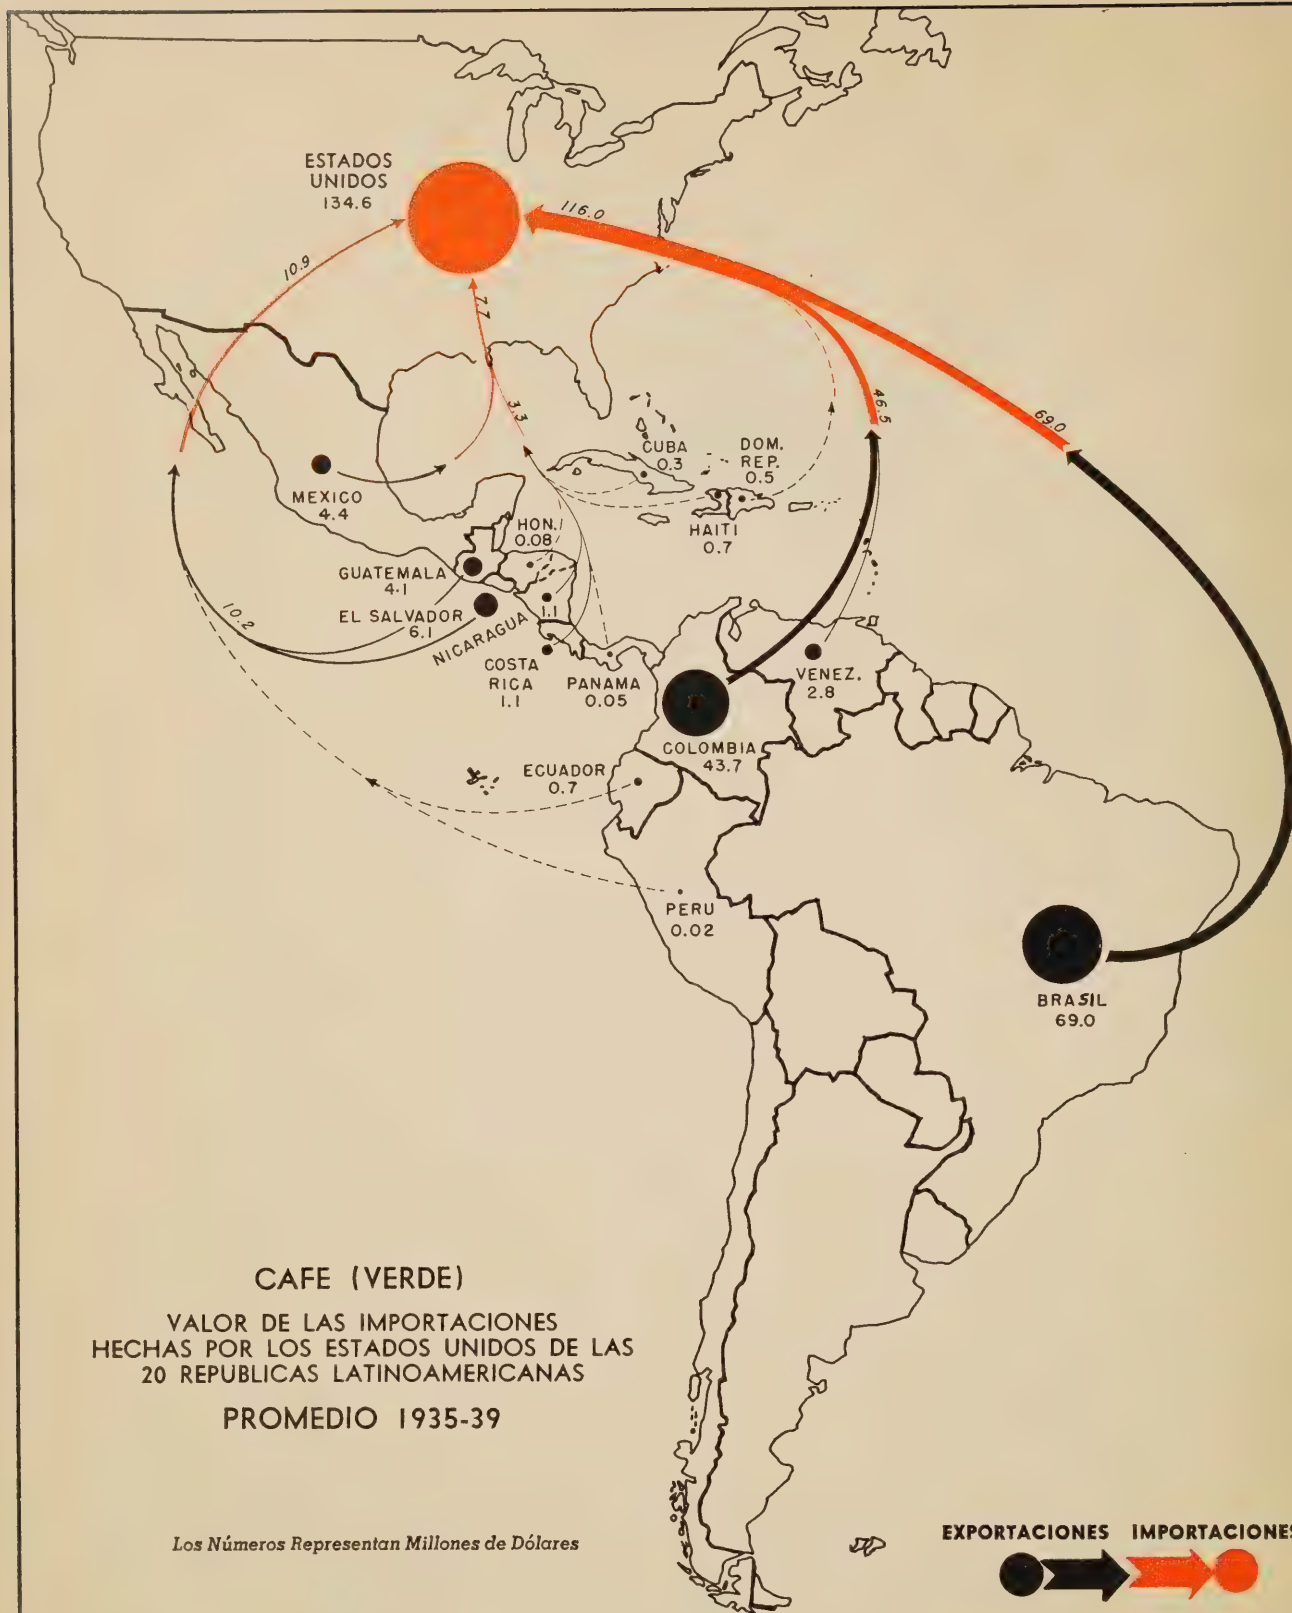 ESTADOS
UNIDOS
134.6
116.0
10.9
7.7
3.3
46.5
69.0
CUBA
0.3
DOM.
REP.
0.5
MEXICO
4.4
HAITI
0.7
HON.
0.08
GUATEMALA
4.1
EL SALVADOR
6.1
10.2
NICARAGUA
1.1
COSTA
RICA
1.1
PANAMA
0.05
VENEZ.
2.8
COLOMBIA
43.7
ECUADOR
0.7
PERU
0.02
BRASIL
69.0
CAFE (VERDE)
VALOR DE LAS IMPORTACIONES
HECHAS POR LOS ESTADOS UNIDOS DE LAS
20 REPUBLICAS LATINOAMERICANAS
PROMEDIO 1935-39
Los Números Representan Millones de Dólares
EXPORTACIONES IMPORTACIONES